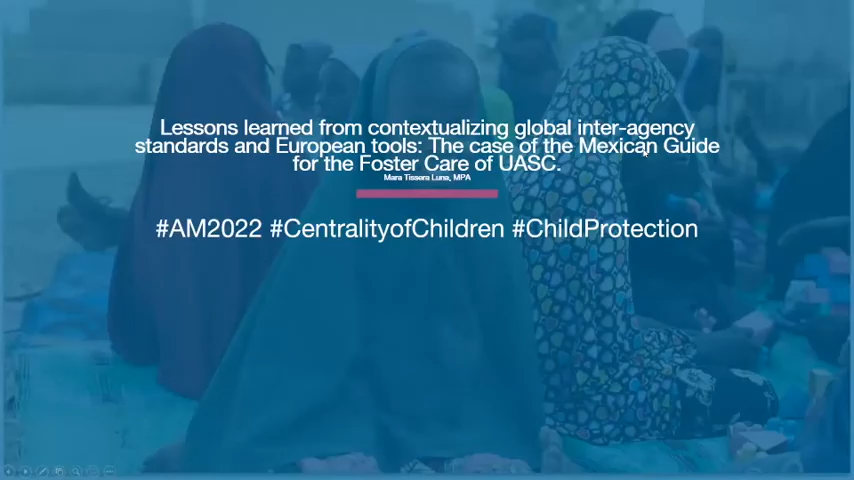 Lessons learned from contextualizing global inter-agency
standards and European tools: The case of the Mexican Guide
for the Foster Care of UASC.
Mara Tissera Luna, MPA
#AM2022 #CentralityofChildren #ChildProtection